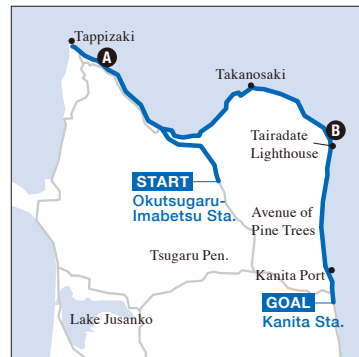 Tappizaki
A
Takanosaki
B
Tairadate
Lighthouse
START
Okutsugaru-
Imabetsu Sta.
Avenue of
Pine Trees
Tsugaru Pen.
Kanita Port
GOAL
Kanita Sta.
Lake Jusanko